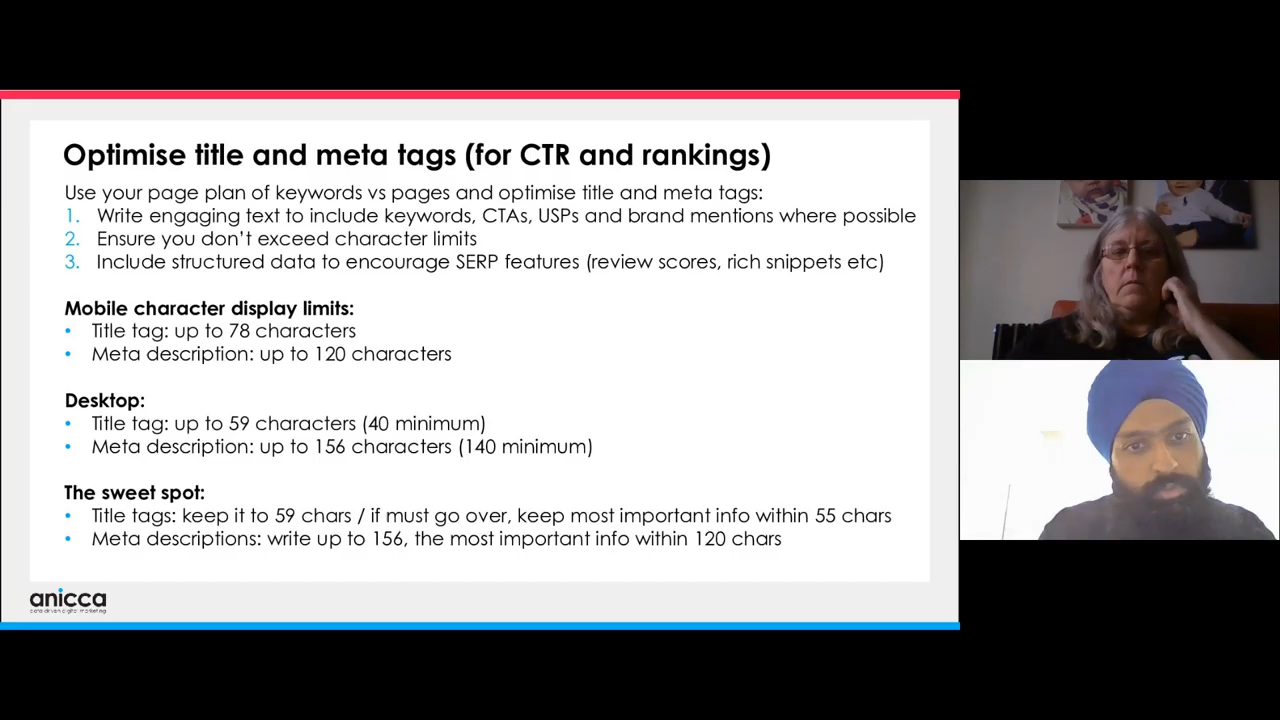 Optimise title and meta tags (for CTR and rankings)
Use your page plan of keywords vs pages and optimise title and meta tags:
1. Write engaging text to include keywords, CTAs, USPs and brand mentions where possible
2. Ensure you don't exceed character limits
3. Include structured data to encourage SERP features (review scores, rich snippets etc)
Mobile character display limits:
• Title tag: up to 78 characters
• Meta description: up to 120 characters
Desktop:
• Title tag: up to 59 characters (40 minimum)
• Meta description: up to 156 characters (140 minimum)
The sweet spot:
• Title tags: keep it to 59 chars / if must go over, keep most important info within 55 chars
• Meta descriptions: write up to 156, the most important info within 120 chars
anicca
data driven digital marketing